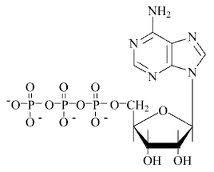 NH₂
N N
N N
O O O
⁻O P O P O P OCH₂ O
O⁻ O⁻ O⁻
OH OH